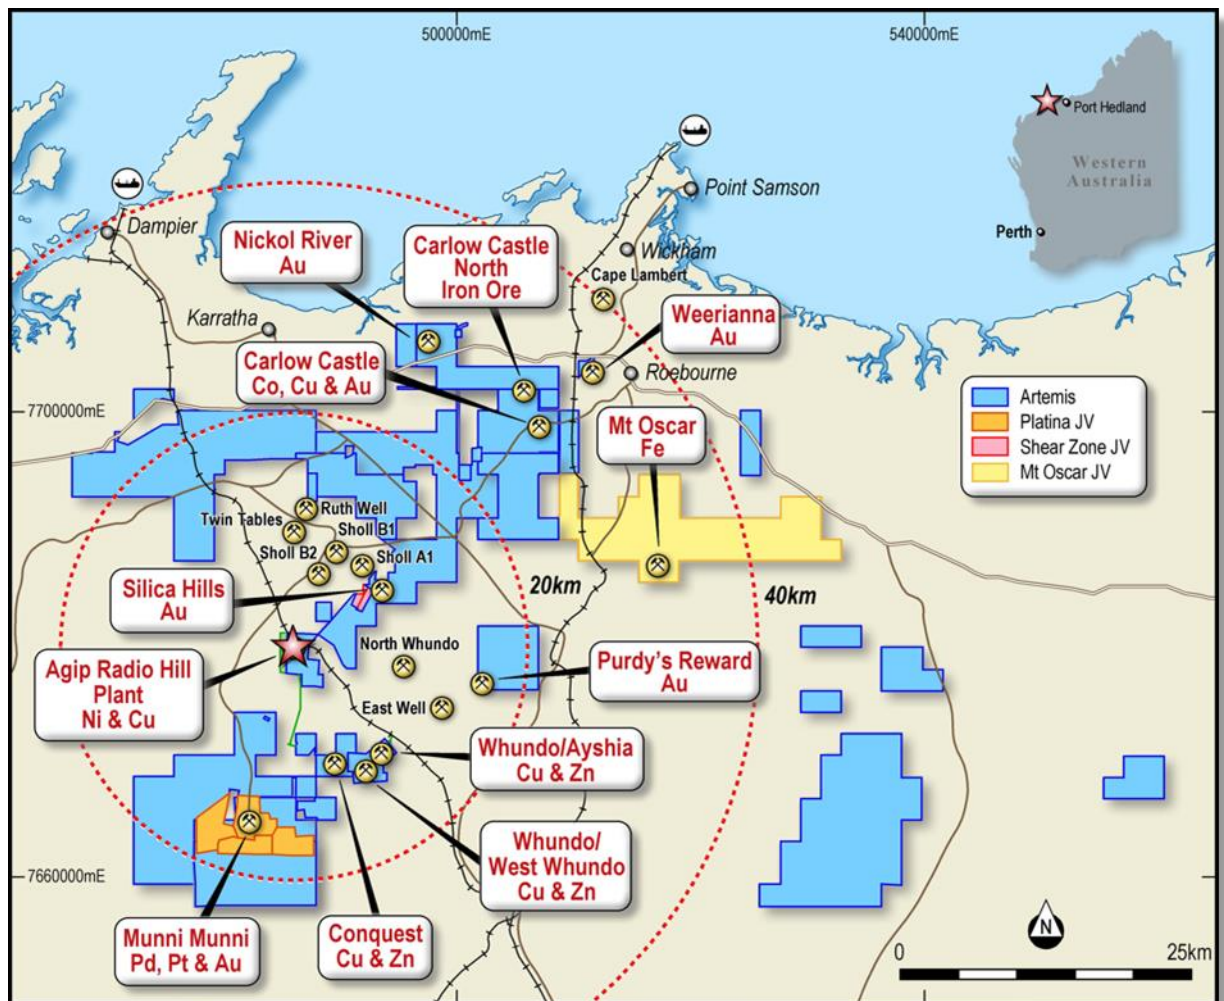 500000mE
540000mE
Port Hedland
Western
Australia
Perth
Point Samson
Dampier
Wickham
Cape Lambert
Nickol River
Au
Carlow Castle
North
Iron Ore
Weerianna
Au
Karratha
Carlow Castle
Co, Cu & Au
Roebourne
7700000mE
Mt Oscar
Fe
Artemis
Platina JV
Shear Zone JV
Mt Oscar JV
Ruth Well
Twin Tables
Sholl B1
Sholl B2
Sholl A1
Silica Hills
Au
20km
40km
North Whundo
Agip Radio Hill
Plant
Ni & Cu
Purdy's Reward
Au
East Well
Whundo/Ayshia
Cu & Zn
Whundo/
West Whundo
Cu & Zn
7660000mE
Munni Munni
Pd, Pt & Au
Conquest
Cu & Zn
N
0
25km